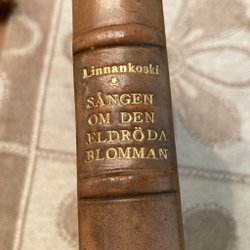 Linnankoski
SÅNGEN
OM DEN
ELDRÖDA
BLOMMAN